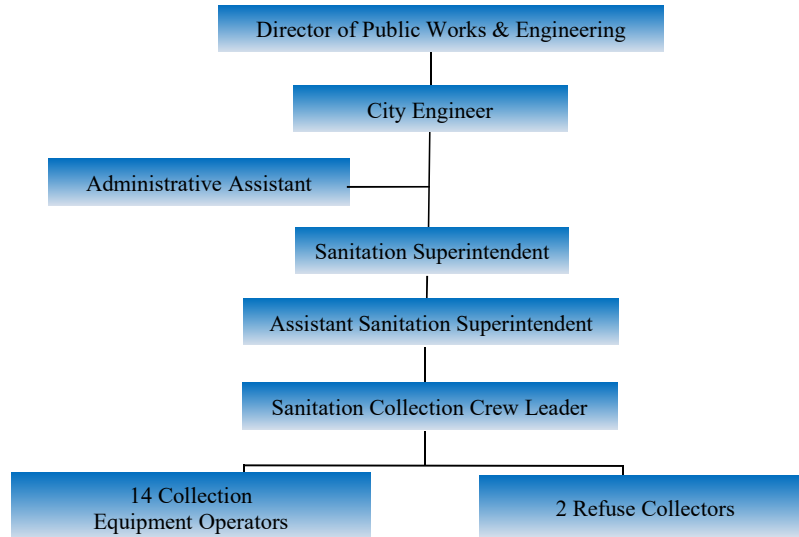 Director of Public Works & Engineering
City Engineer
Administrative Assistant
Sanitation Superintendent
Assistant Sanitation Superintendent
Sanitation Collection Crew Leader
14 Collection
Equipment Operators
2 Refuse Collectors